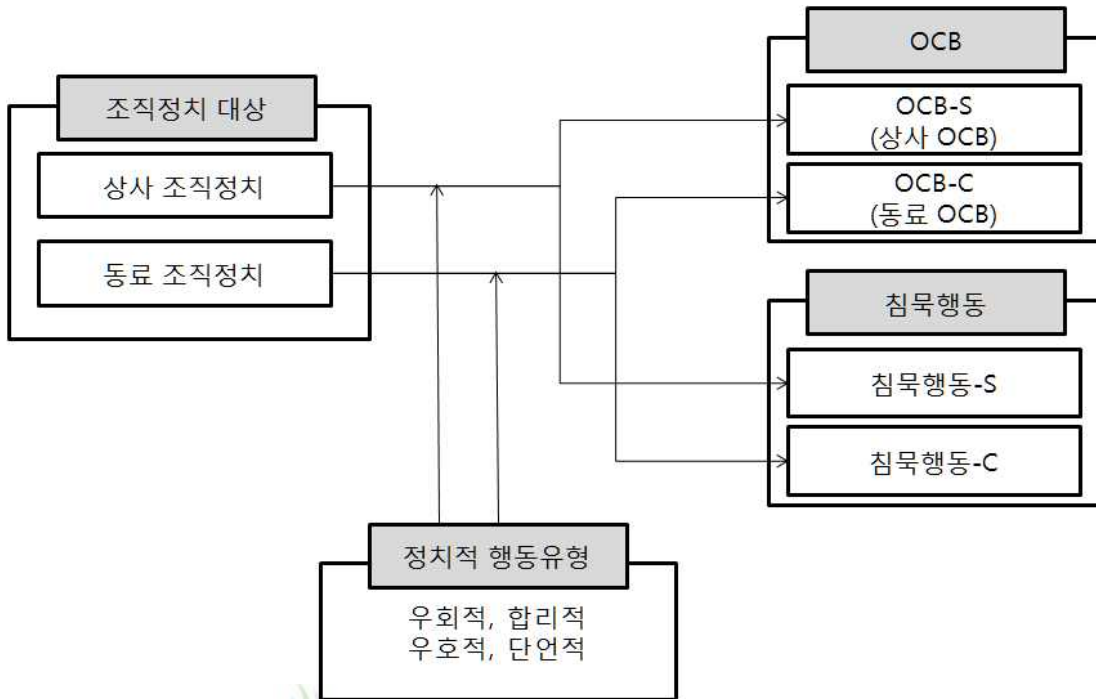 조직정치 대상
상사 조직정치
동료 조직정치
OCB
OCB-S
(상사 OCB)
OCB-C
(동료 OCB)
침묵행동
침묵행동-S
침묵행동-C
정치적 행동유형
우회적, 합리적
우호적, 단언적